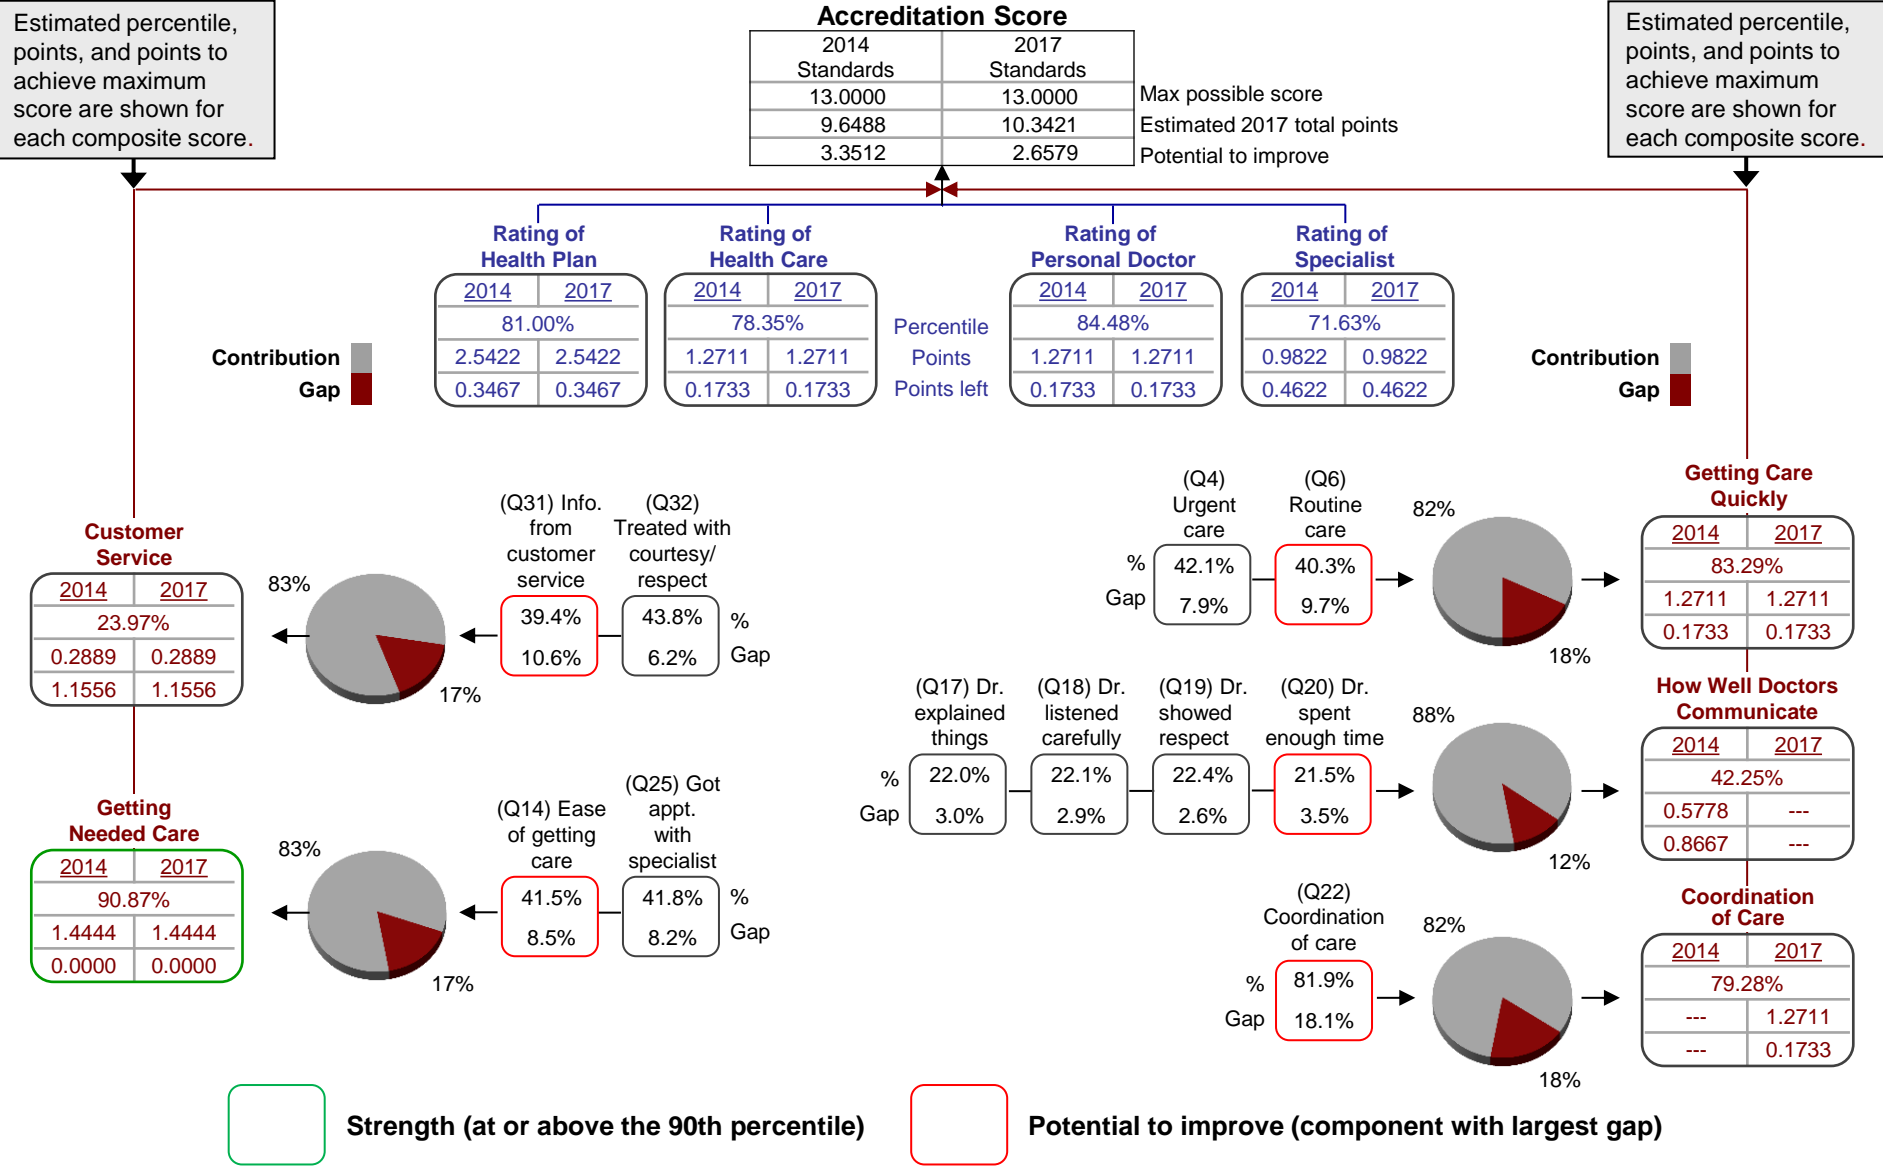 Estimated percentile,
points, and points to
achieve maximum
score are shown for
each composite score.
Accreditation Score
2014 Standards 2017 Standards
13.0000 13.0000 Max possible score
9.6488 10.3421 Estimated 2017 total points
3.3512 2.6579 Potential to improve
Estimated percentile,
points, and points to
achieve maximum
score are shown for
each composite score.
Contribution
Gap
Rating of
Health Plan
2014 2017
81.00%
2.5422 2.5422
0.3467 0.3467
Rating of
Health Care
2014 2017
78.35%
1.2711 1.2711
0.1733 0.1733
Percentile
Points
Points left
Rating of
Personal Doctor
2014 2017
84.48%
1.2711 1.2711
0.1733 0.1733
Rating of
Specialist
2014 2017
71.63%
0.9822 0.9822
0.4622 0.4622
Contribution
Gap
Customer
Service
2014 2017
23.97%
0.2889 0.2889
1.1556 1.1556
83%
17%
(Q31) Info.
from
customer
service
39.4%
10.6%
(Q32)
Treated with
courtesy/
respect
43.8%
6.2%
%
Gap
Getting
Needed Care
2014 2017
90.87%
1.4444 1.4444
0.0000 0.0000
83%
17%
(Q14) Ease
of getting
care
41.5%
8.5%
(Q25) Got
appt.
with
specialist
41.8%
8.2%
%
Gap
%
Gap
(Q4)
Urgent
care
42.1%
7.9%
(Q6)
Routine
care
40.3%
9.7%
82%
18%
Getting Care
Quickly
2014 2017
83.29%
1.2711 1.2711
0.1733 0.1733
%
Gap
(Q17) Dr.
explained
things
22.0%
3.0%
(Q18) Dr.
listened
carefully
22.1%
2.9%
(Q19) Dr.
showed
respect
22.4%
2.6%
(Q20) Dr.
spent
enough time
21.5%
3.5%
88%
12%
How Well Doctors
Communicate
2014 2017
42.25%
0.5778 ---
0.8667 ---
%
Gap
(Q22)
Coordination
of care
81.9%
18.1%
82%
18%
Coordination
of Care
2014 2017
79.28%
--- 1.2711
--- 0.1733
Strength (at or above the 90th percentile)
Potential to improve (component with largest gap)